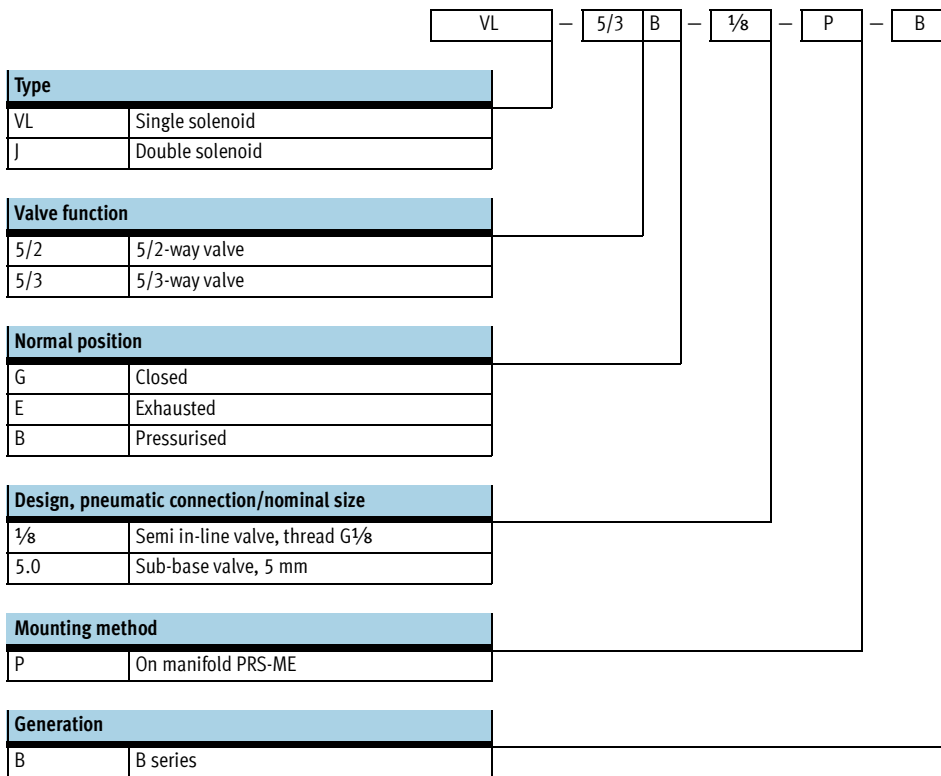 VL – 5/3 B – ⅛ – P – B
Type
VL Single solenoid
J Double solenoid
Valve function
5/2 5/2-way valve
5/3 5/3-way valve
Normal position
G Closed
E Exhausted
B Pressurised
Design, pneumatic connection/nominal size
⅛ Semi in-line valve, thread G⅛
5.0 Sub-base valve, 5 mm
Mounting method
P On manifold PRS-ME
Generation
B B series